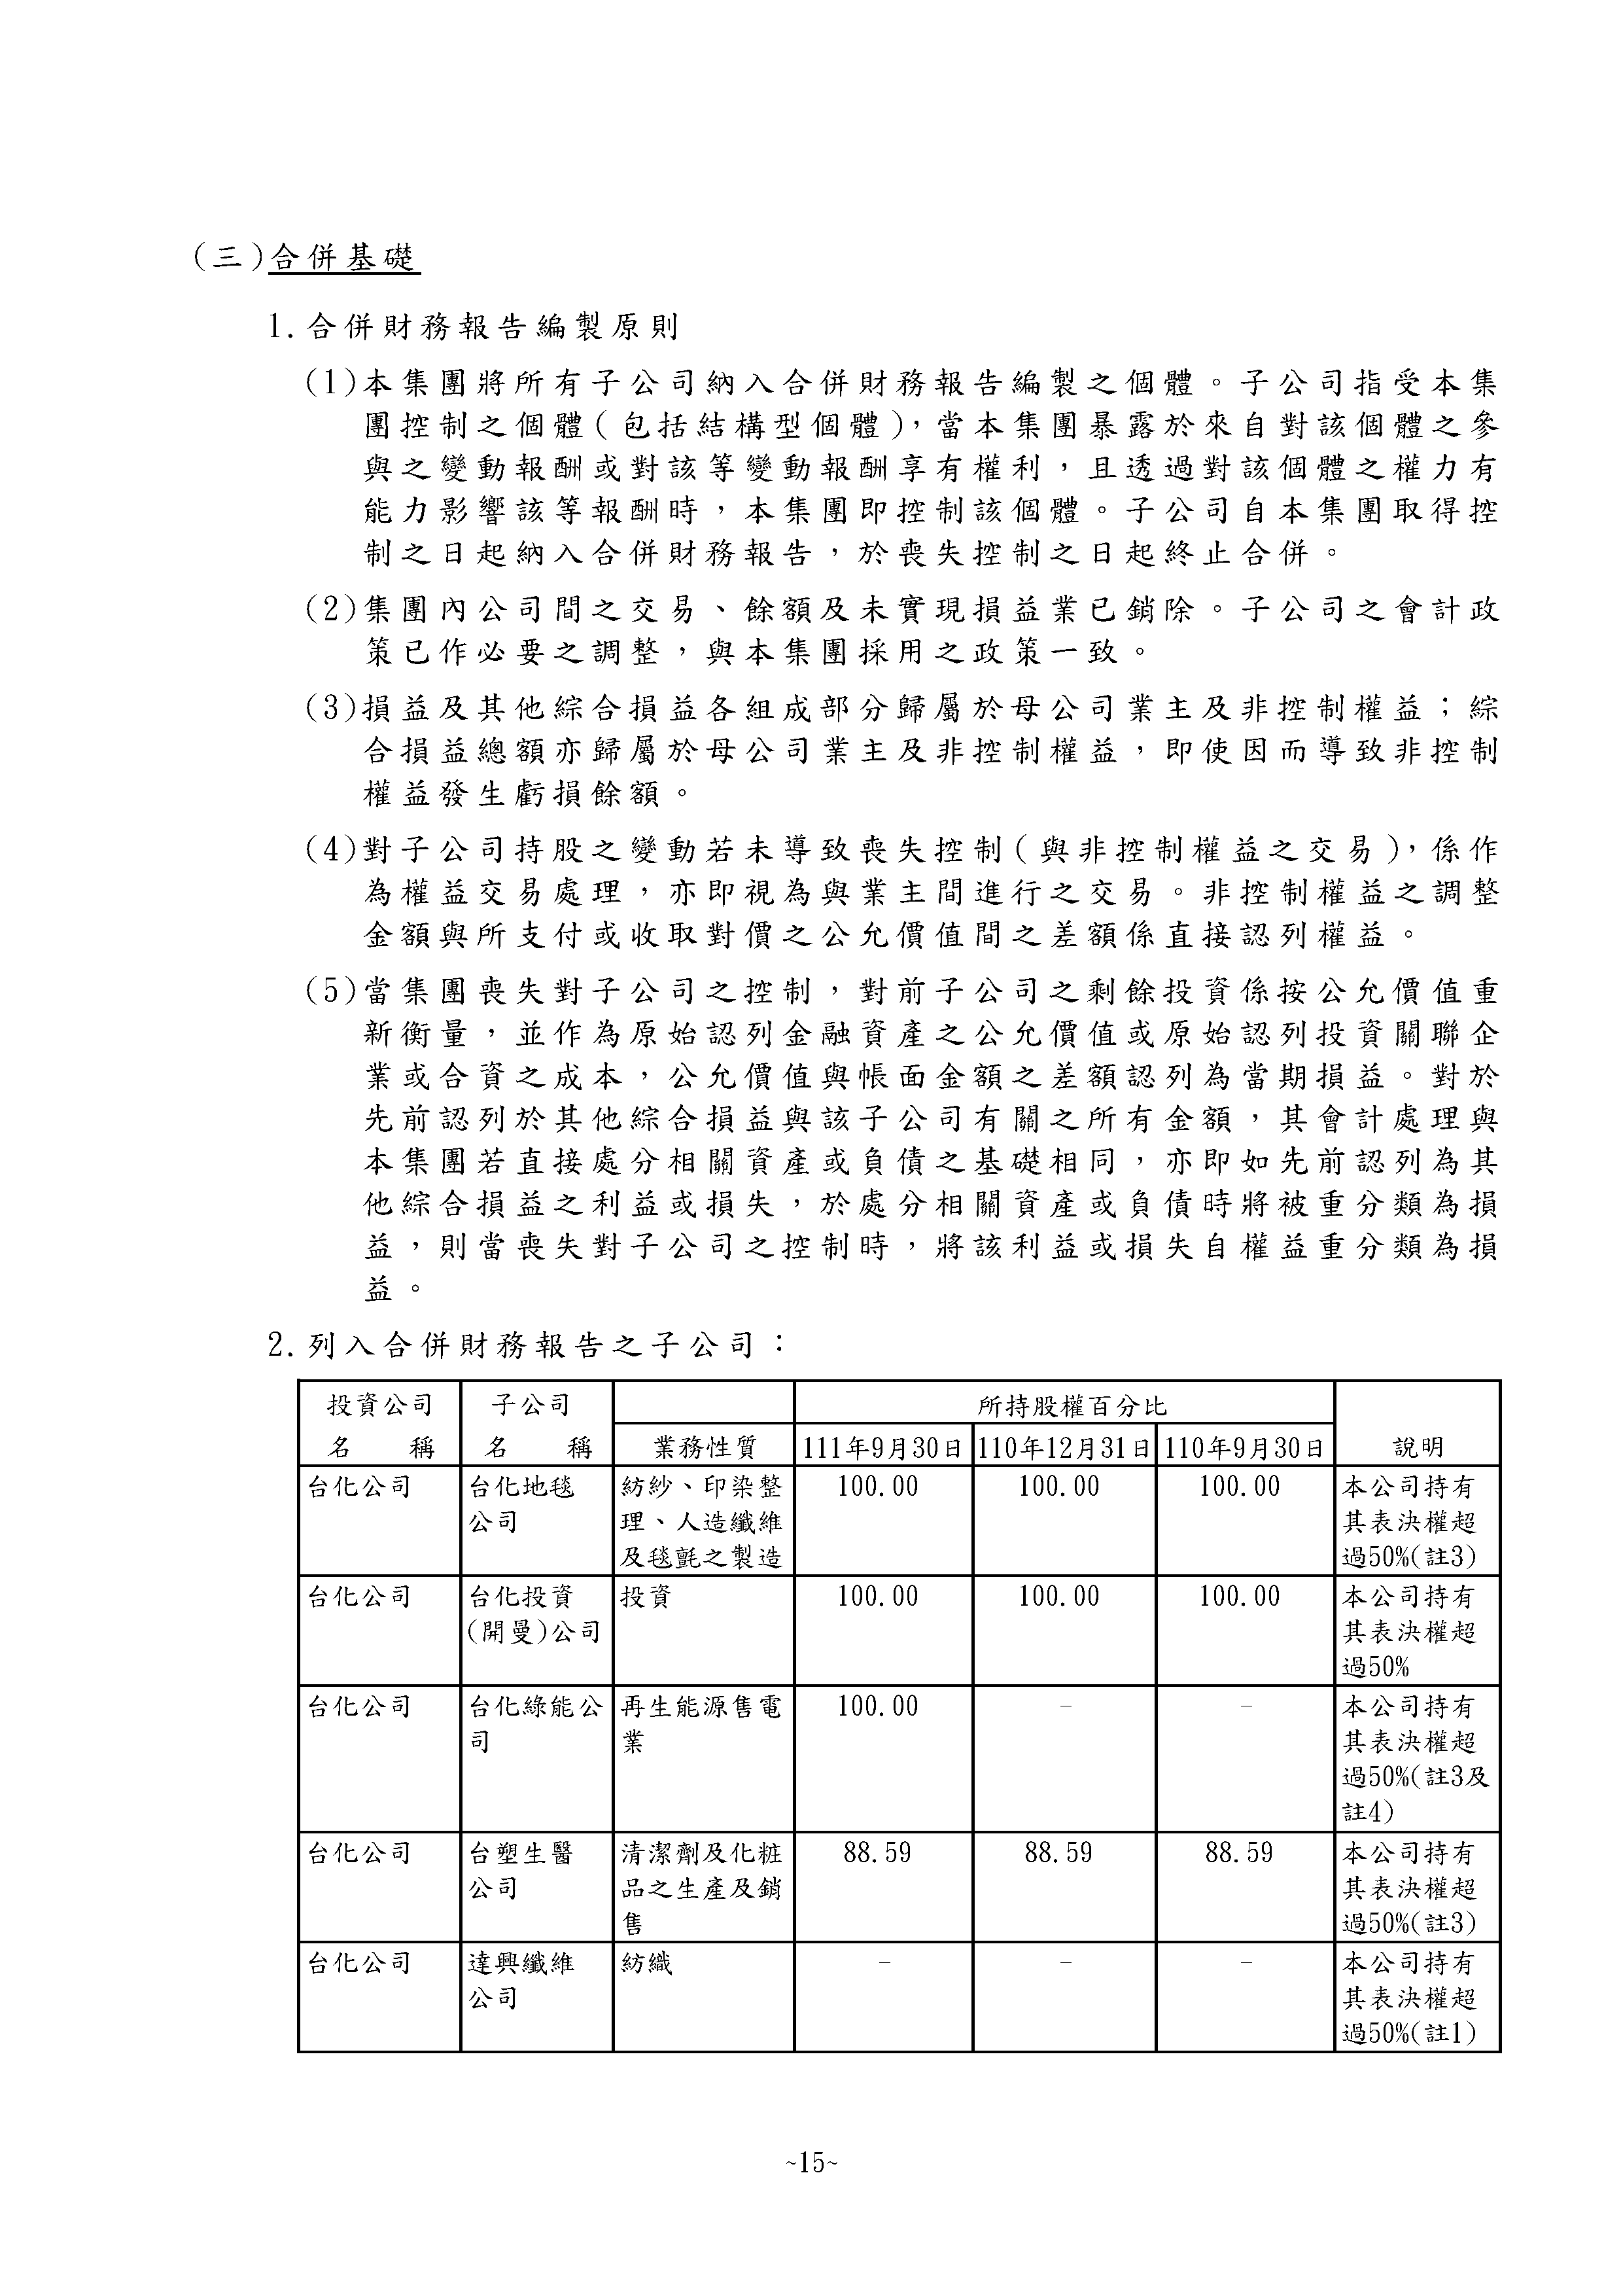 (三)合併基礎
1.合併財務報告編製原則
(1)本集團將所有子公司納入合併財務報告編製之個體。子公司指受本集
團控制之個體(包括結構型個體)，當本集團暴露於來自對該個體之參
與之變動報酬或對該等變動報酬享有權利，且透過對該個體之權力有
能力影響該等報酬時，本集團即控制該個體。子公司自本集團取得控
制之日起納入合併財務報告，於喪失控制之日起終止合併。
(2)集團內公司間之交易、餘額及未實現損益業已銷除。子公司之會計政
策已作必要之調整，與本集團採用之政策一致。
(3)損益及其他綜合損益各組成部分歸屬於母公司業主及非控制權益；綜
合損益總額亦歸屬於母公司業主及非控制權益，即使因而導致非控制
權益發生虧損餘額。
(4)對子公司持股之變動若未導致喪失控制(與非控制權益之交易)，係作
為權益交易處理，亦即視為與業主間進行之交易。非控制權益之調整
金額與所支付或收取對價之公允價值間之差額係直接認列權益。
(5)當集團喪失對子公司之控制，對前子公司之剩餘投資係按公允價值重
新衡量，並作為原始認列金融資產之公允價值或原始認列投資關聯企
業或合資之成本，公允價值與帳面金額之差額認列為當期損益。對於
先前認列於其他綜合損益與該子公司有關之所有金額，其會計處理與
本集團若直接處分相關資產或負債之基礎相同，亦即如先前認列為其
他綜合損益之利益或損失，於處分相關資產或負債時將被重分類為損
益，則當喪失對子公司之控制時，將該利益或損失自權益重分類為損
益。
2.列入合併財務報告之子公司：
投資公司 子公司 所持股權百分比
名 稱 名 稱 業務性質 111年9月30日 110年12月31日 110年9月30日 說明
台化公司 台化地毯 紡紗、印染整 100.00 100.00 100.00 本公司持有
公司 理、人造纖維 其表決權超
及毯氈之製造 過50%(註3)
台化公司 台化投資 投資 100.00 100.00 100.00 本公司持有
(開曼)公司 其表決權超
過50%
台化公司 台化綠能公 再生能源售電 100.00 - - 本公司持有
司 業 其表決權超
過50%(註3及
註4)
台化公司 台塑生醫 清潔劑及化粧 88.59 88.59 88.59 本公司持有
公司 品之生產及銷 其表決權超
售 過50%(註3)
台化公司 達興纖維 紡織 - - - 本公司持有
公司 其表決權超
過50%(註1)
~15~